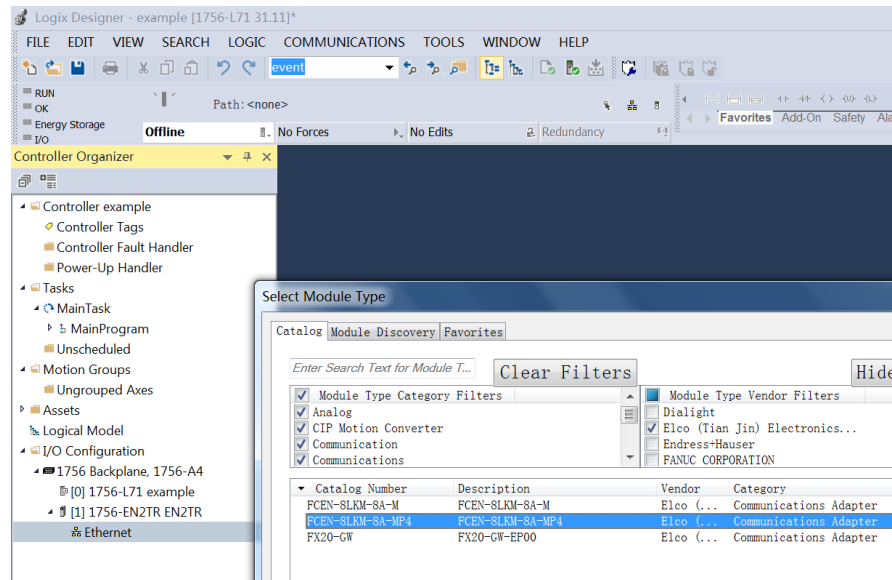 Logix Designer - example [1756-L71 31.11]*
FILE EDIT VIEW SEARCH LOGIC COMMUNICATIONS TOOLS WINDOW HELP
event
RUN
OK
Energy Storage
I/O
Path: <none>
Offline No Forces No Edits Redundancy
Favorites Add-On Safety Ala
Controller Organizer
Controller example
Controller Tags
Controller Fault Handler
Power-Up Handler
Tasks
MainTask
MainProgram
Unscheduled
Motion Groups
Ungrouped Axes
Assets
Logical Model
I/O Configuration
1756 Backplane, 1756-A4
[0] 1756-L71 example
[1] 1756-EN2TR EN2TR
Ethernet
Select Module Type
Catalog Module Discovery Favorites
Enter Search Text for Module T... Clear Filters Hide
Module Type Category Filters
Analog
CIP Motion Converter
Communication
Communications
Module Type Vendor Filters
Dialight
Elco (Tian Jin) Electronics...
Endress+Hauser
FANUC CORPORATION
Catalog Number Description Vendor Category
FCEN-8LKM-8A-M FCEN-8LKM-8A-M Elco (... Communications Adapter
FCEN-8LKM-8A-MP4 FCEN-8LKM-8A-MP4 Elco (... Communications Adapter
FX20-GW FX20-GW-EP00 Elco (... Communications Adapter